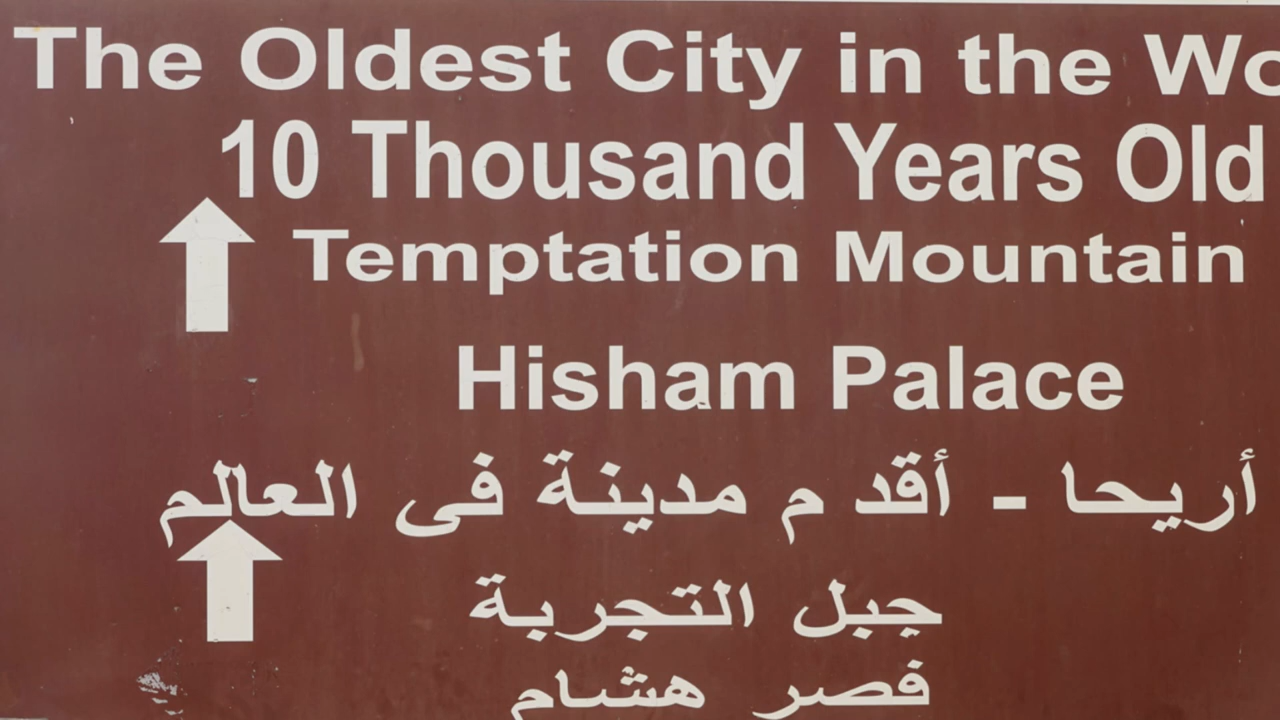 The Oldest City in the Wo
10 Thousand Years Old
Temptation Mountain
Hisham Palace
أريحا - أقد م مدينة فى العالم
جبل التجربة
قصر هشام